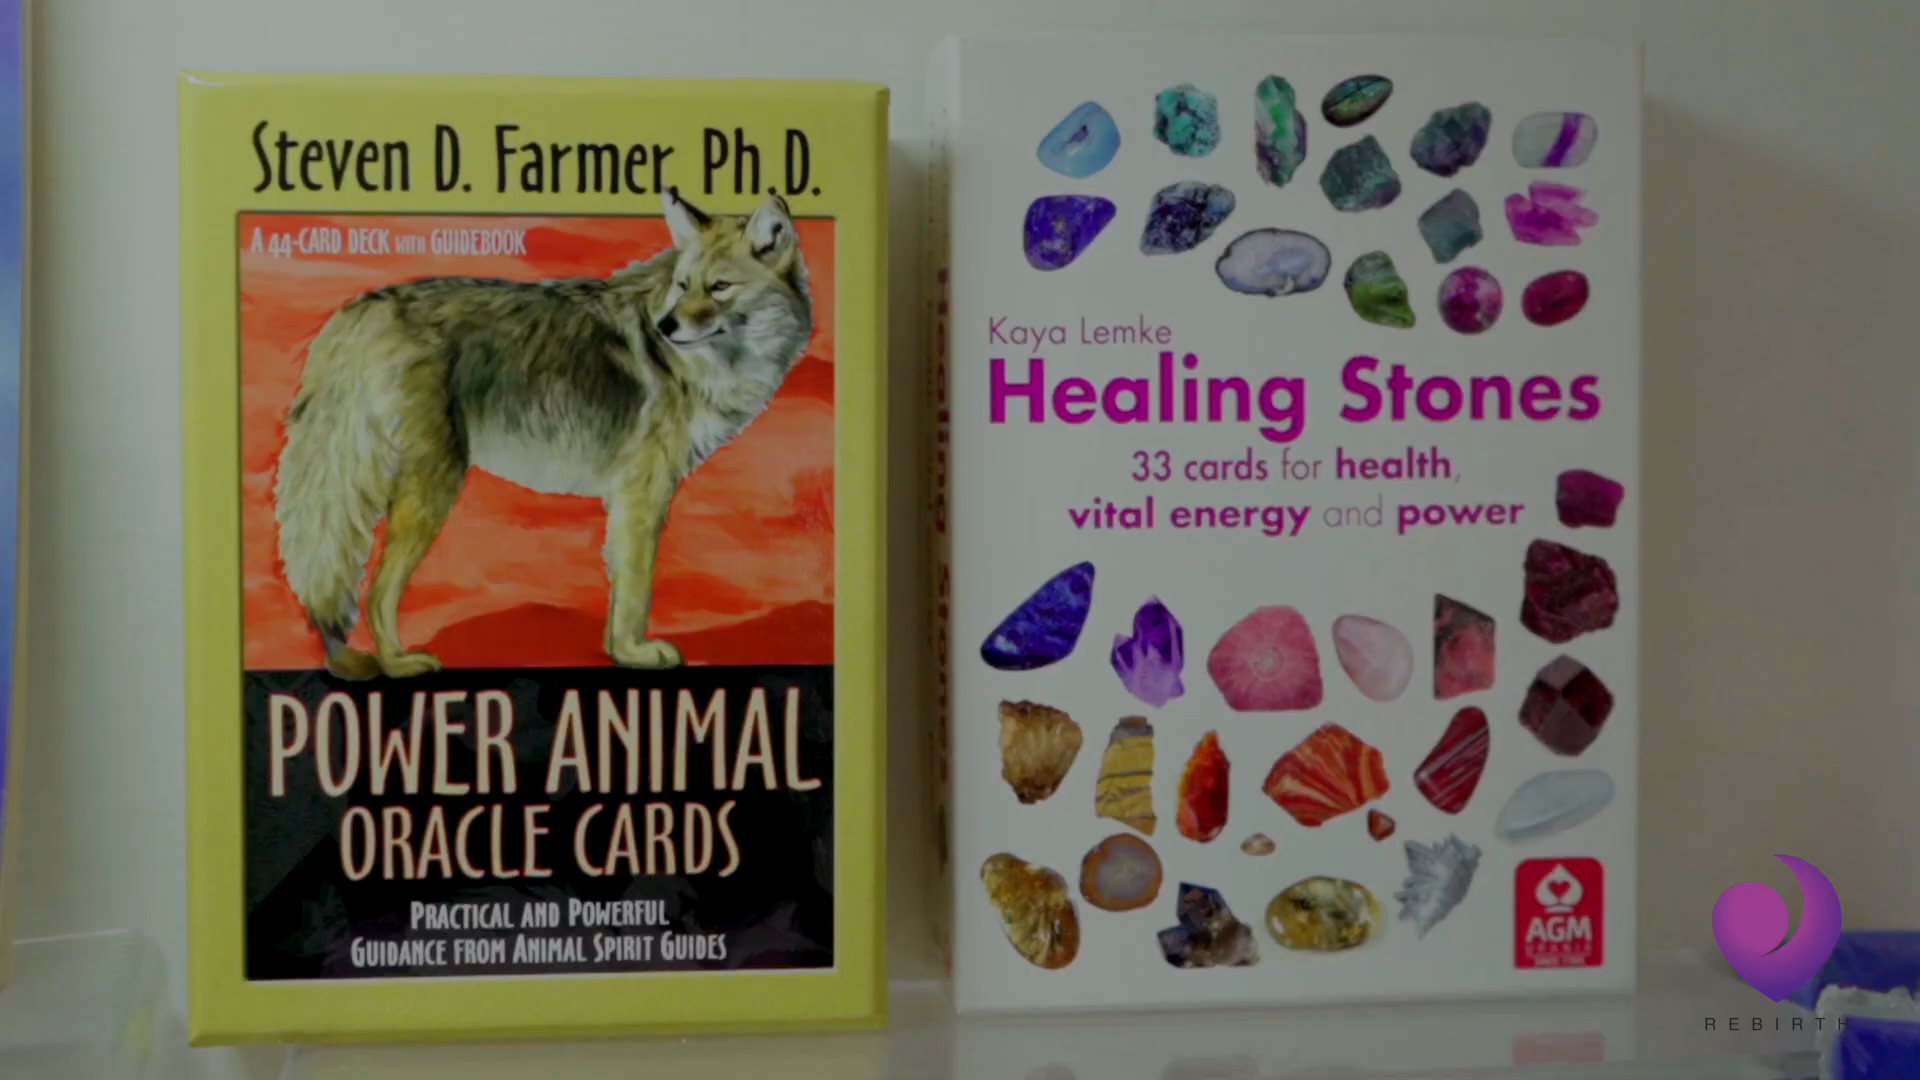 Steven D. Farmer, Ph.D.
A 44-CARD DECK WITH GUIDEBOOK
POWER ANIMAL
ORACLE CARDS
PRACTICAL AND POWERFUL
GUIDANCE FROM ANIMAL SPIRIT GUIDES
Kaya Lemke
Healing Stones
33 cards for health,
vital energy and power
AGM
URANIA
REBIRTH